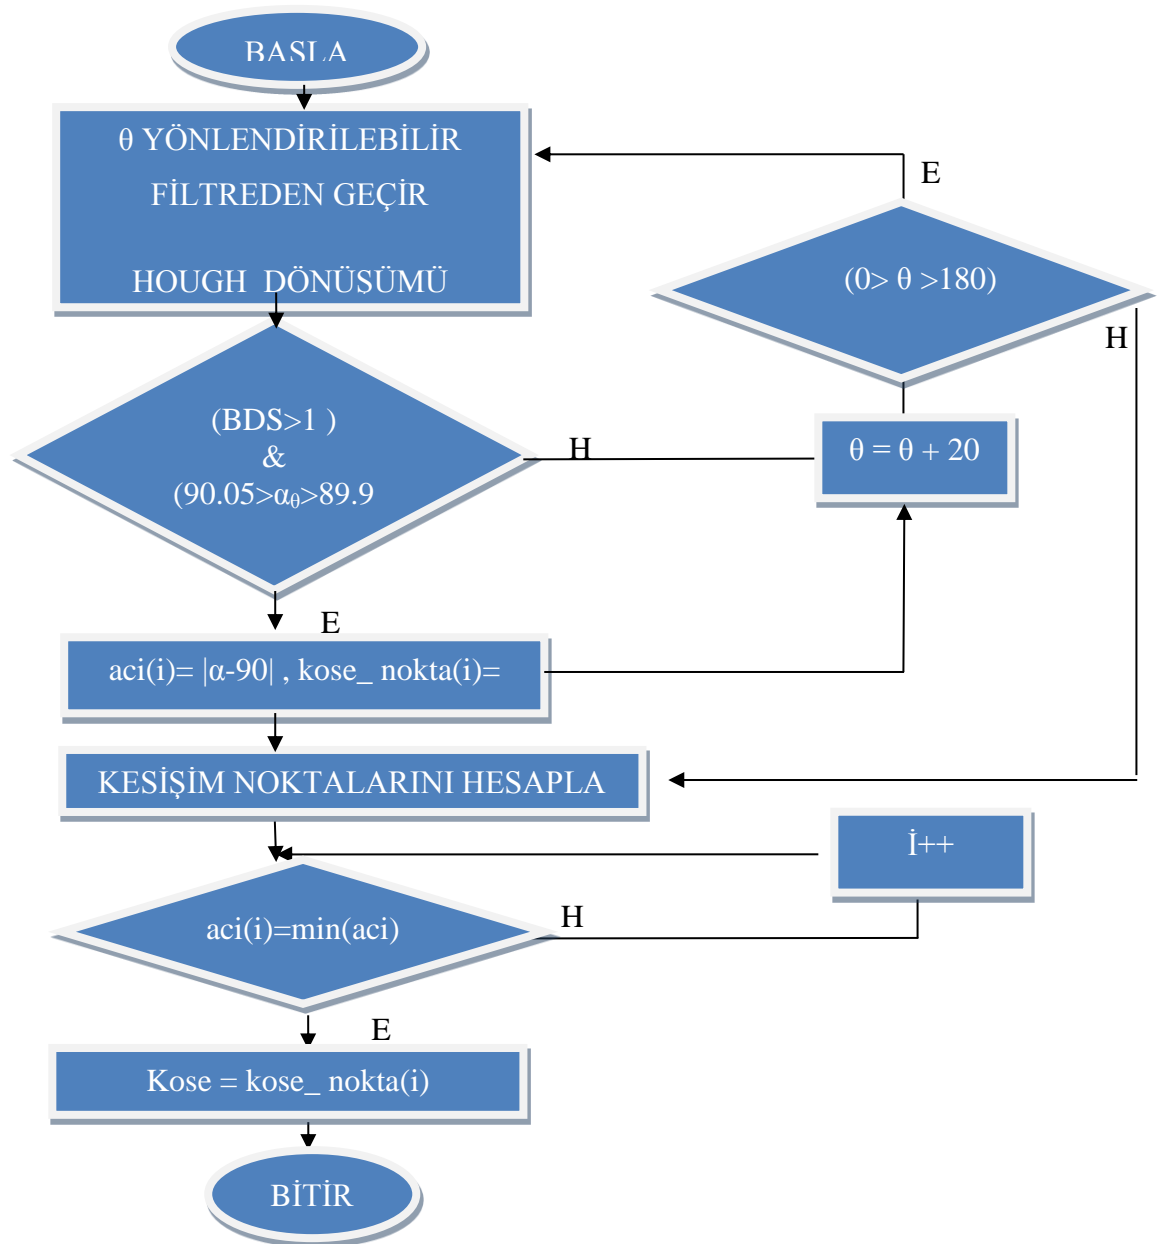 BAŞLA
θ YÖNLENDİRİLEBİLİR
FİLTREDEN GEÇİR
HOUGH DÖNÜŞÜMÜ
E
(0> θ >180)
H
(BDS>1 )
&
(90.05>αθ>89.9
H
θ = θ + 20
E
aci(i)= |α-90| , kose_ nokta(i)=
KESİŞİM NOKTALARINI HESAPLA
İ++
aci(i)=min(aci)
H
E
Kose = kose_ nokta(i)
BİTİR